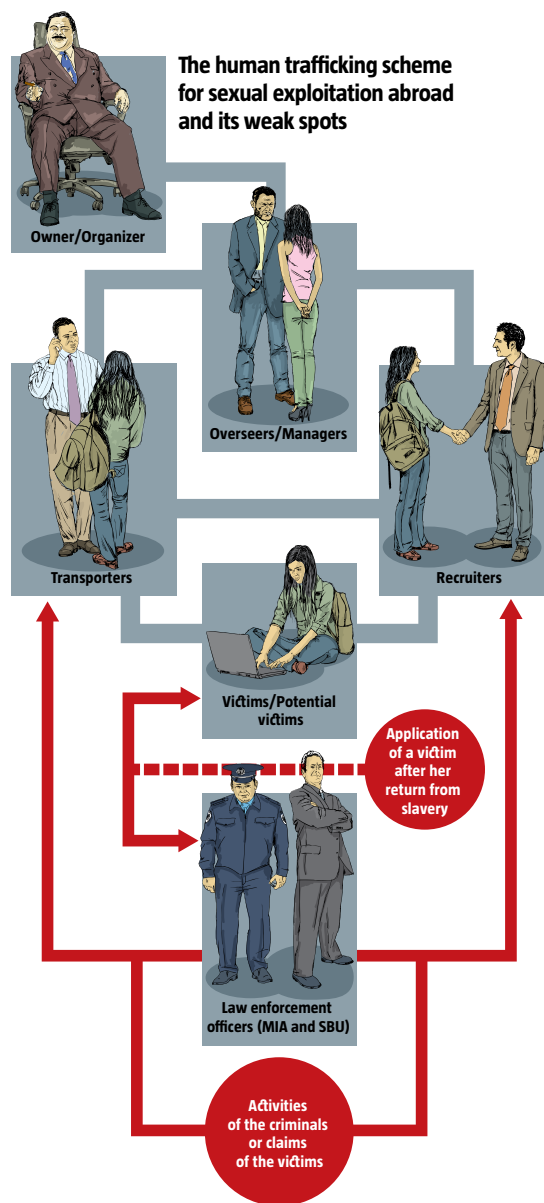 The human trafficking scheme
for sexual exploitation abroad
and its weak spots
Owner/Organizer
Overseers/Managers
Transporters
Recruiters
Victims/Potential
victims
Application
of a victim
after her
return from
slavery
Law enforcement
officers (MIA and SBU)
Activities
of the criminals
or claims
of the victims